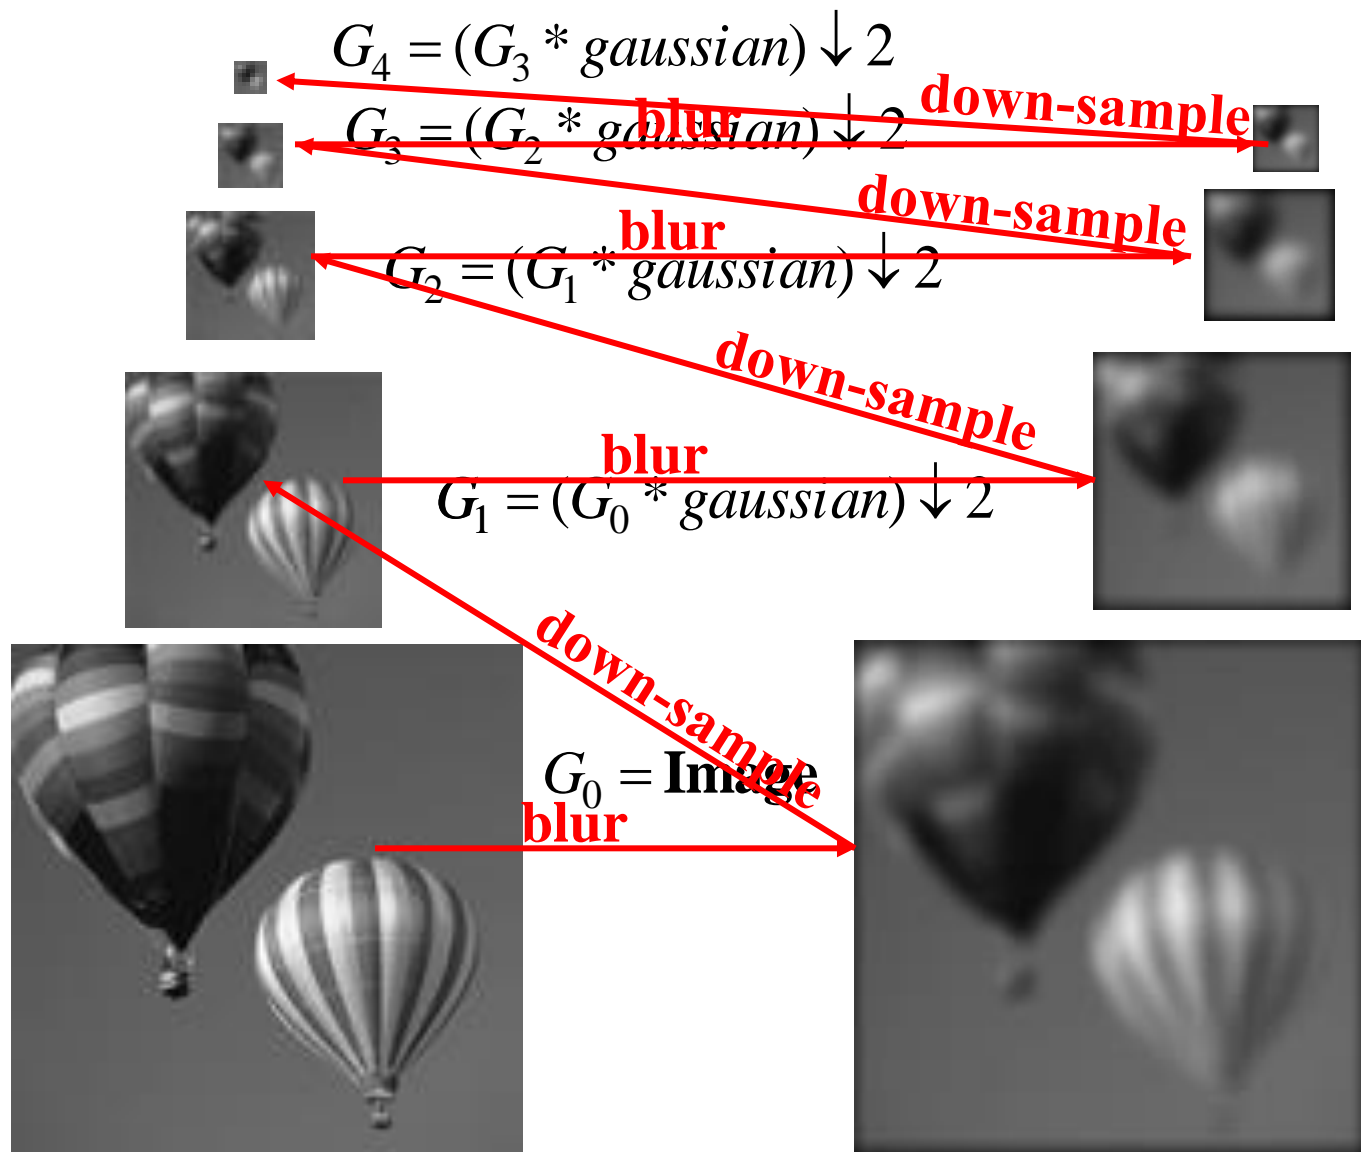 G₄ = (G₃ * gaussian) ↓ 2
down-sample
blur
G₃ = (G₂ * gaussian) ↓ 2
down-sample
blur
G₂ = (G₁ * gaussian) ↓ 2
down-sample
blur
G₁ = (G₀ * gaussian) ↓ 2
down-sample
G₀ = Image
blur